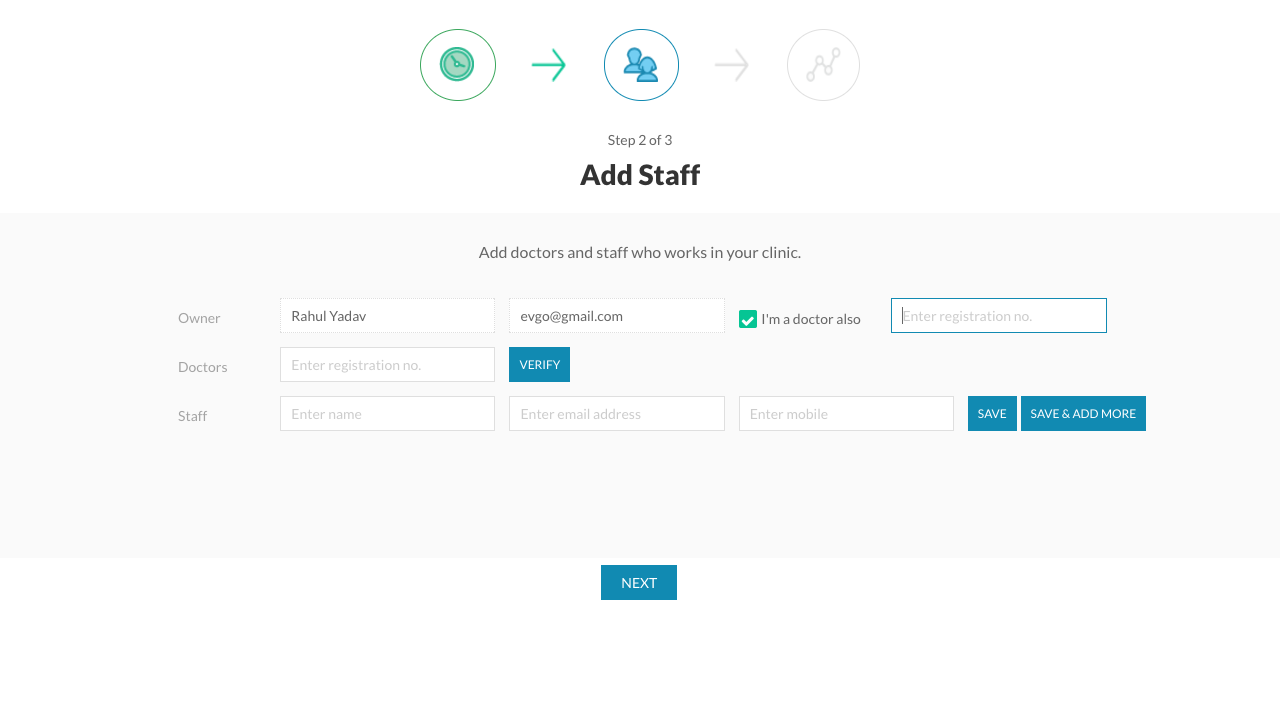 Step 2 of 3
Add Staff
Add doctors and staff who works in your clinic.
Owner Rahul Yadav evgo@gmail.com I'm a doctor also Enter registration no.
Doctors Enter registration no. VERIFY
Staff Enter name Enter email address Enter mobile SAVE SAVE & ADD MORE
NEXT